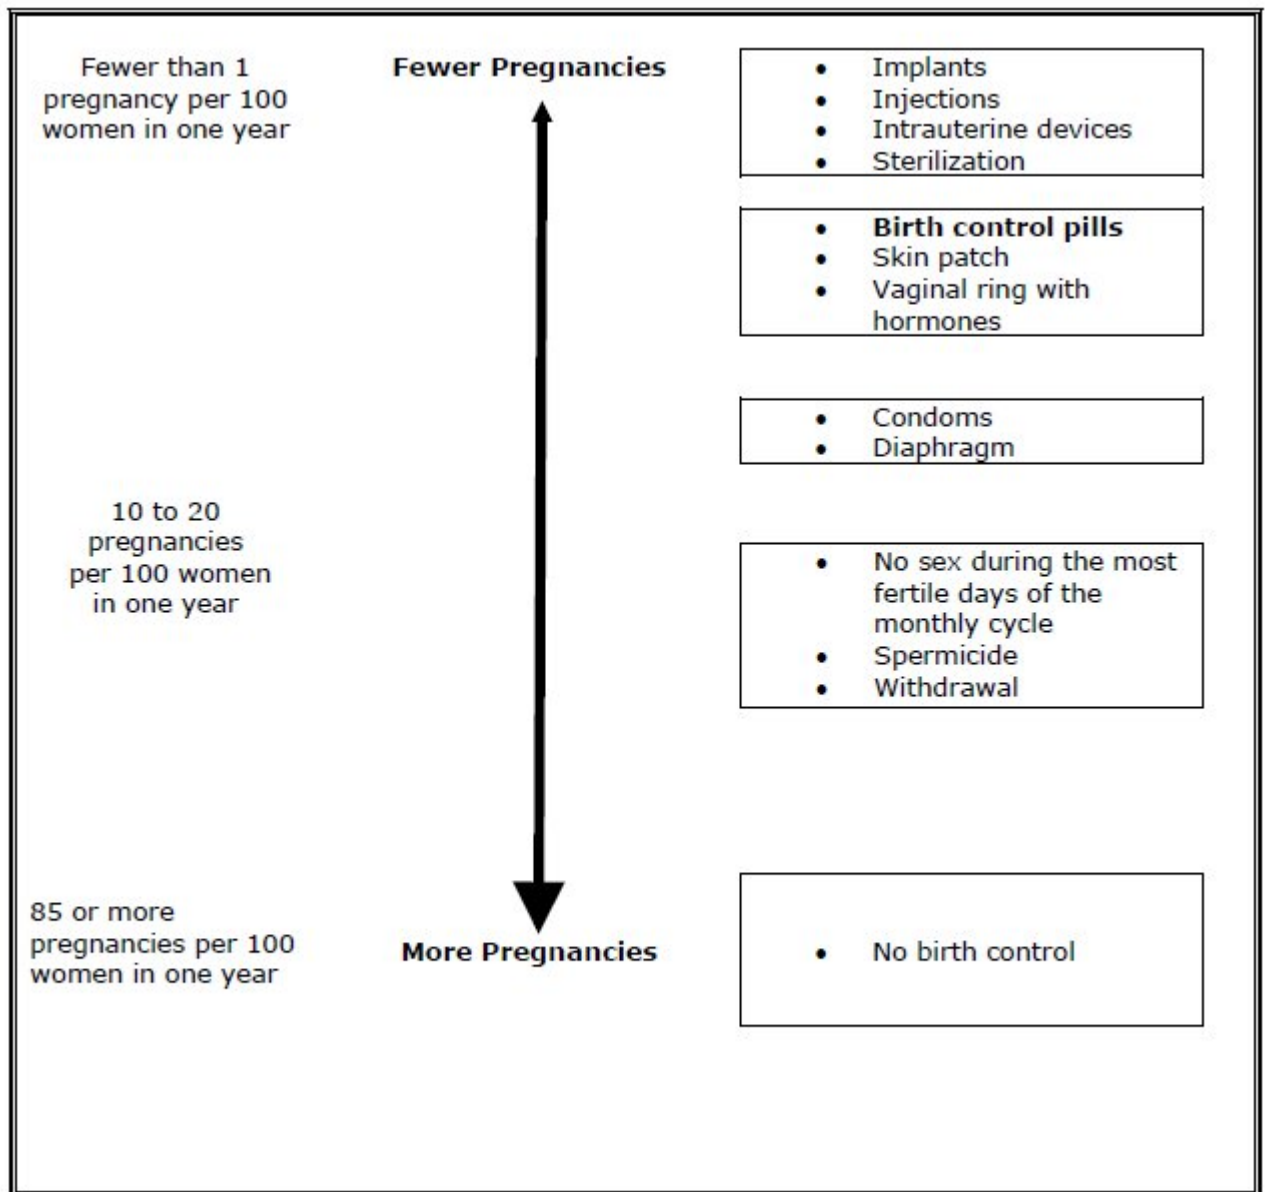 Fewer than 1
pregnancy per 100
women in one year
Fewer Pregnancies
• Implants
• Injections
• Intrauterine devices
• Sterilization
• Birth control pills
• Skin patch
• Vaginal ring with
hormones
• Condoms
• Diaphragm
10 to 20
pregnancies
per 100 women
in one year
• No sex during the most
fertile days of the
monthly cycle
• Spermicide
• Withdrawal
85 or more
pregnancies per 100
women in one year
More Pregnancies
• No birth control